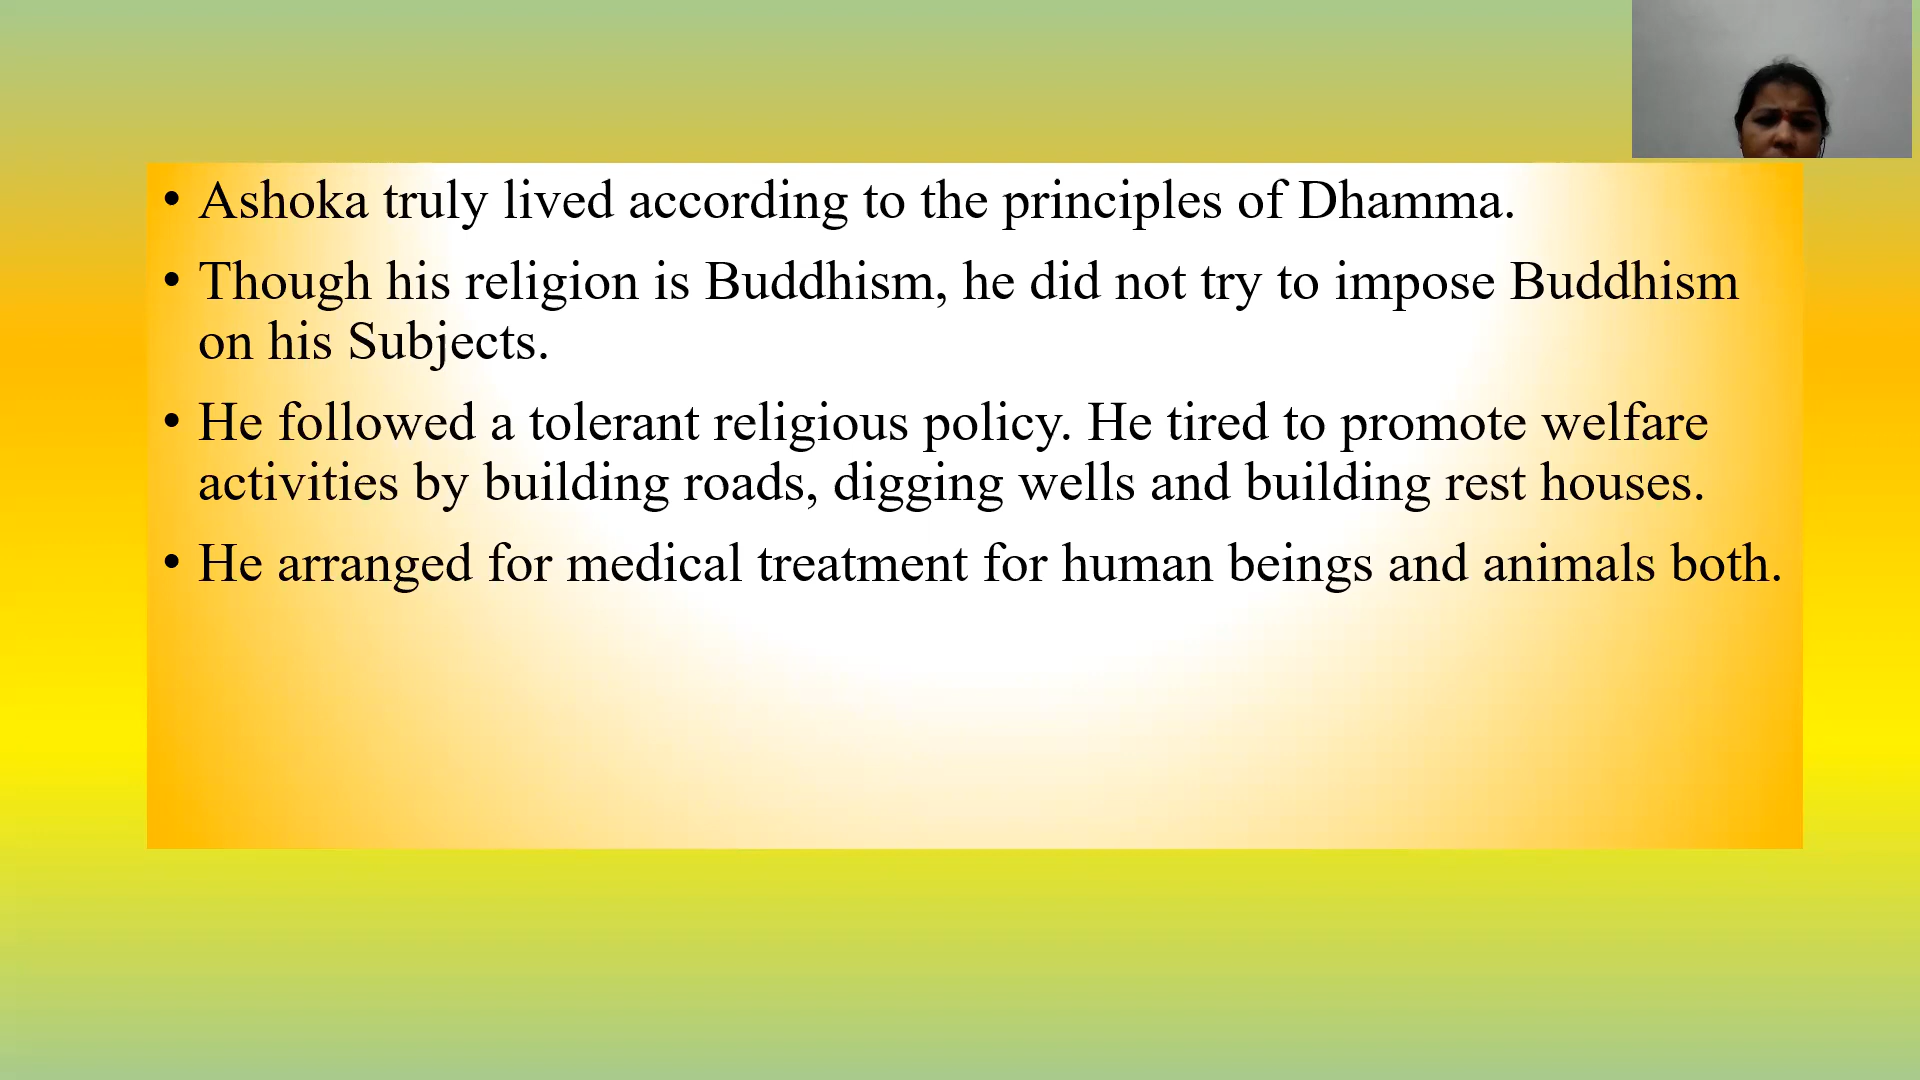 • Ashoka truly lived according to the principles of Dhamma.
• Though his religion is Buddhism, he did not try to impose Buddhism
on his Subjects.
• He followed a tolerant religious policy. He tired to promote welfare
activities by building roads, digging wells and building rest houses.
• He arranged for medical treatment for human beings and animals both.